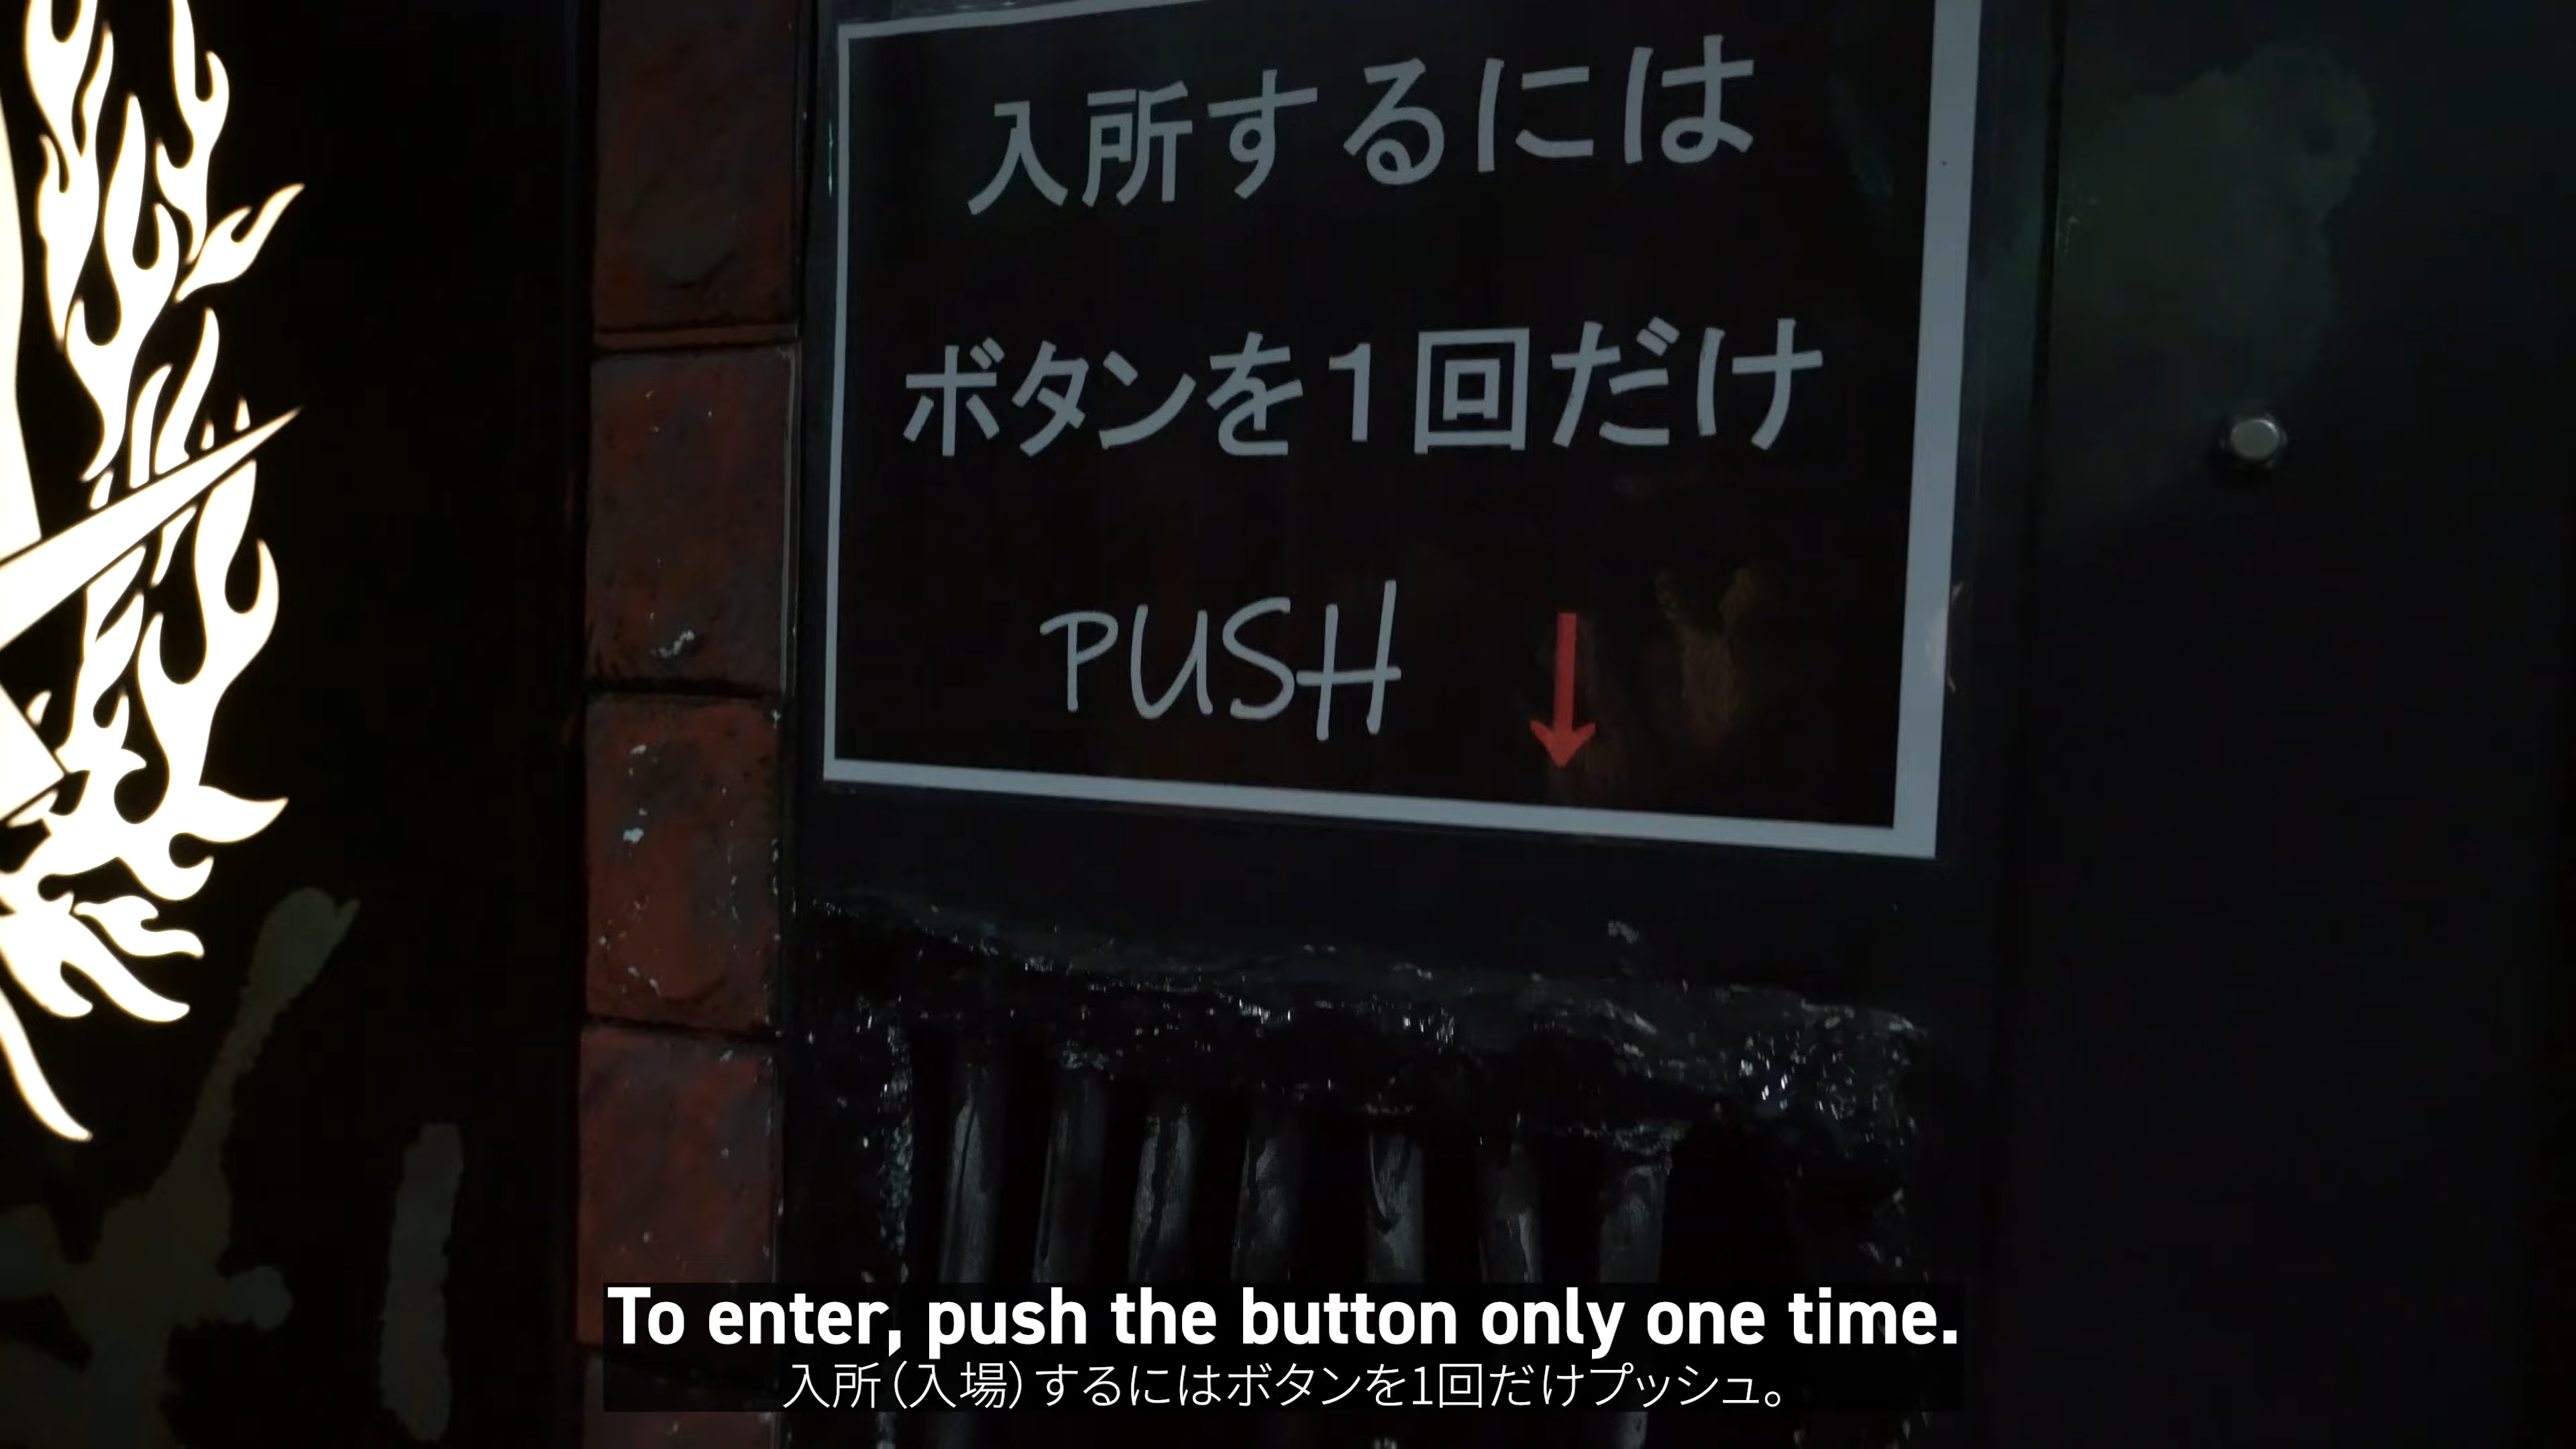 入所するには
ボタンを1回だけ
PUSH ↓
To enter, push the button only one time.
入所(入場)するにはボタンを1回だけプッシュ。